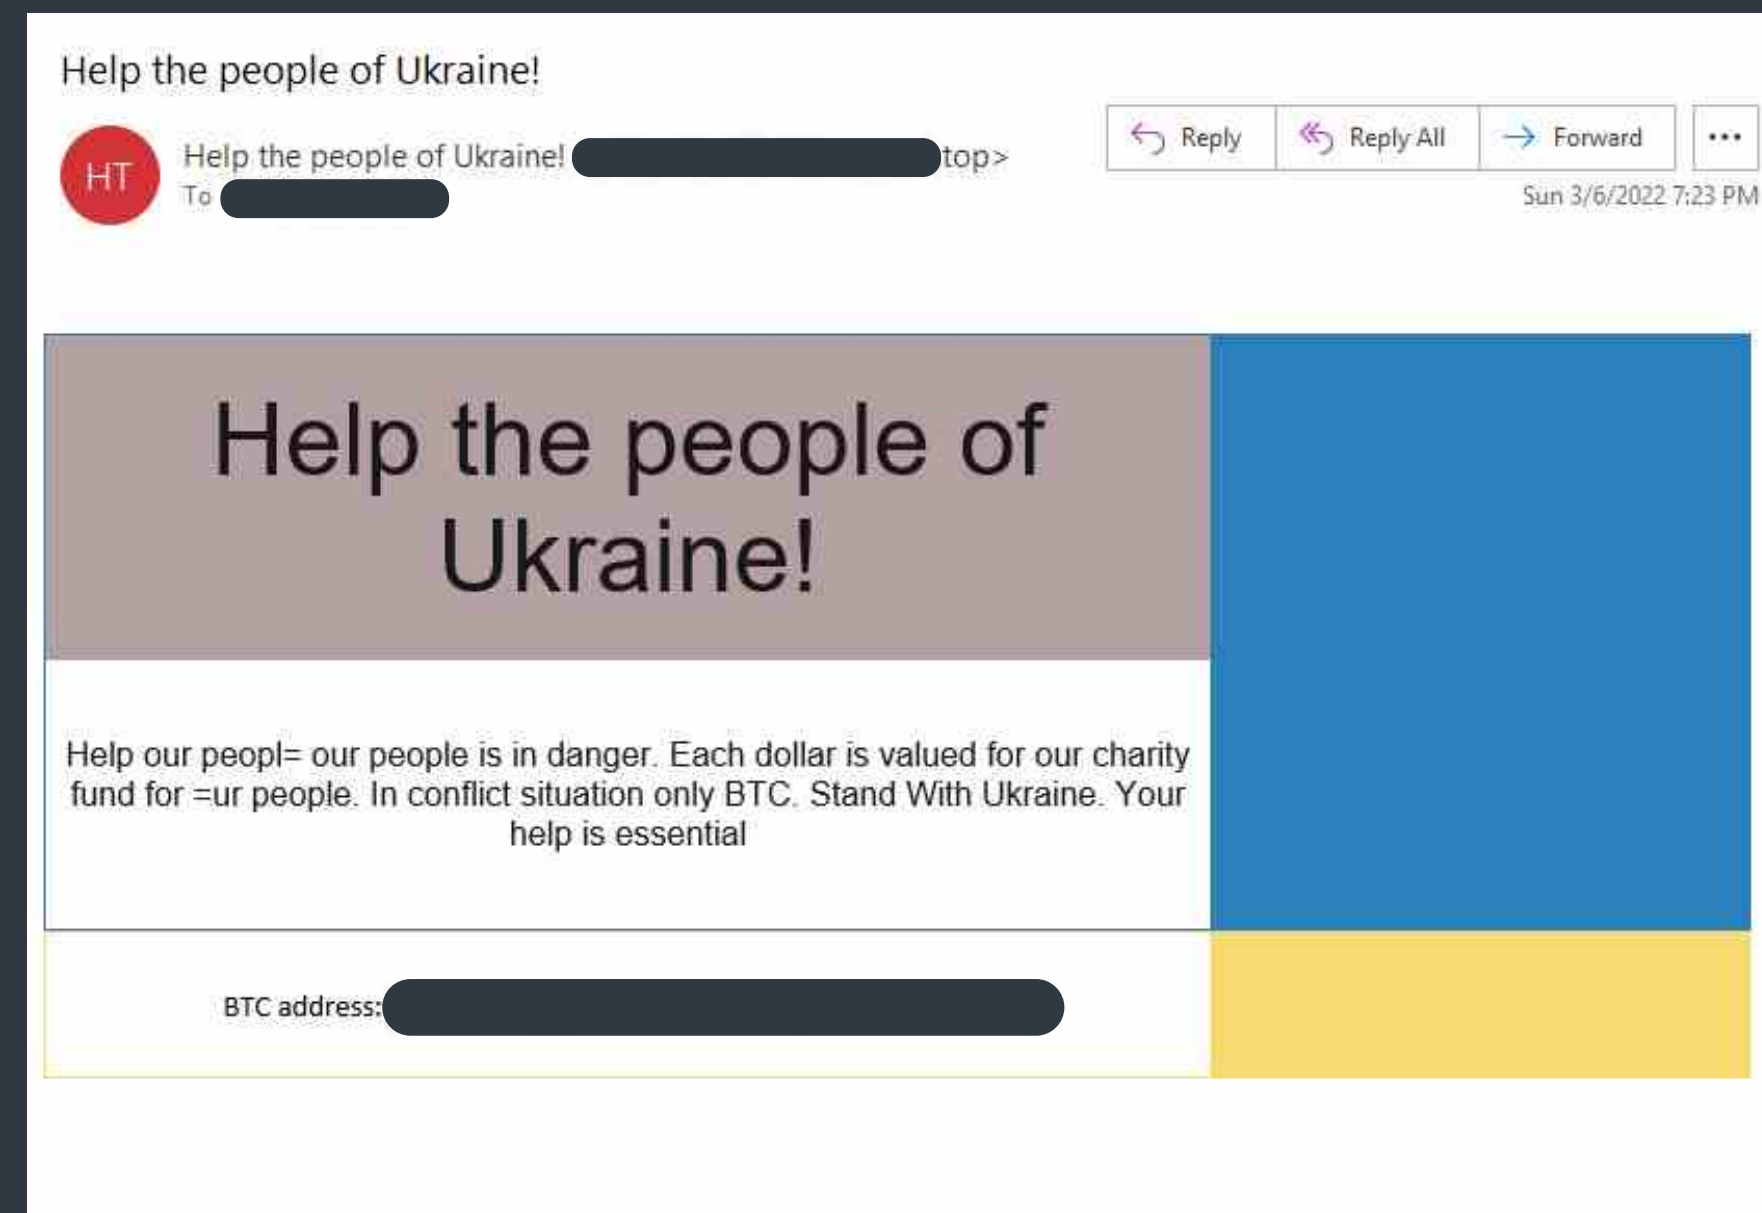 Help the people of Ukraine!
HT
Help the people of Ukraine! top>
To
Reply
Reply All
Forward
...
Sun 3/6/2022 7:23 PM
Help the people of
Ukraine!
Help our peopl= our people is in danger. Each dollar is valued for our charity
fund for =ur people. In conflict situation only BTC. Stand With Ukraine. Your
help is essential
BTC address: